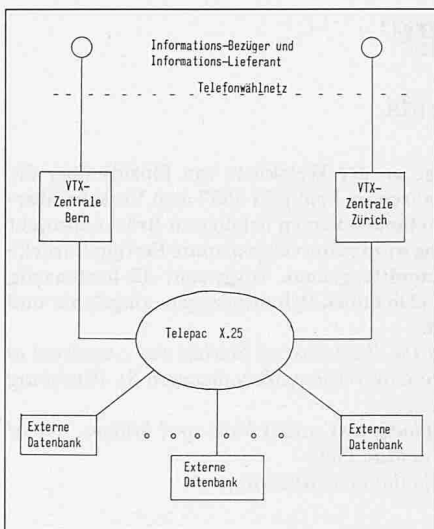 Informations-Bezüger und
Informations-Lieferant
Telefonwählnetz
VTX-
Zentrale
Bern
VTX-
Zentrale
Zürich
Telepac X.25
Externe
Datenbank
Externe
Datenbank
Externe
Datenbank